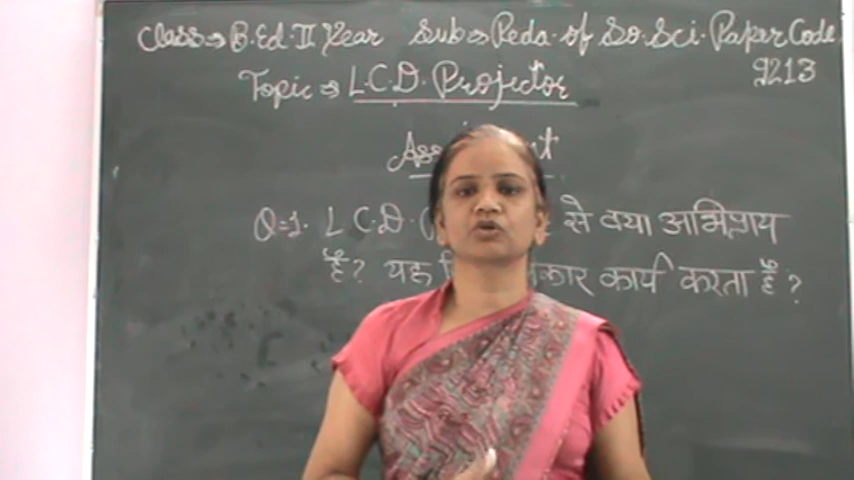 Class⇒ B.Ed. II Year Sub⇒ Peda. of So. Sci. Paper Code
9213
Topic⇒ L.C.D. Projector
Q=1. L.C.D. से क्या अभिप्राय
है? यह कार्य करता है?